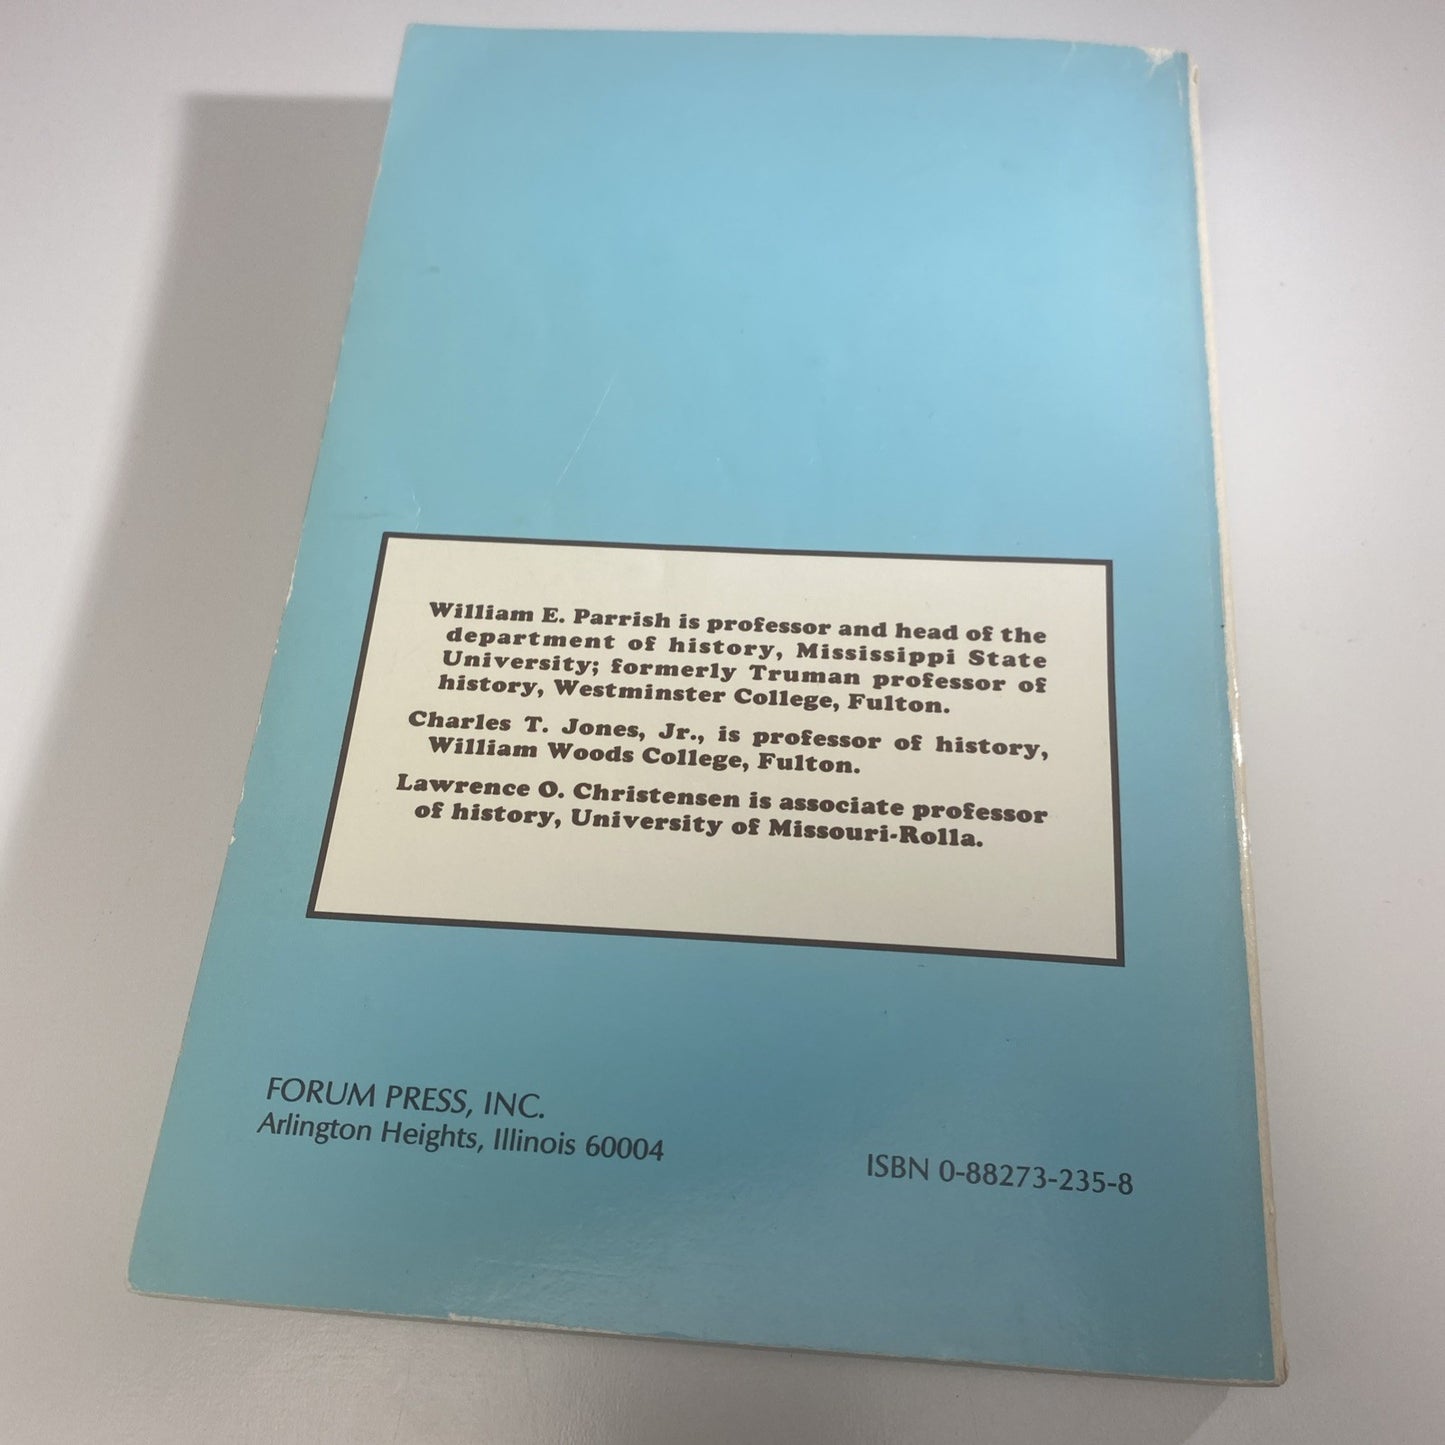 William E. Parrish is professor and head of the
department of history, Mississippi State
University; formerly Truman professor of
history, Westminster College, Fulton.
Charles T. Jones, Jr., is professor of history,
William Woods College, Fulton.
Lawrence O. Christensen is associate professor
of history, University of Missouri-Rolla.
FORUM PRESS, INC.
Arlington Heights, Illinois 60004
ISBN 0-88273-235-8